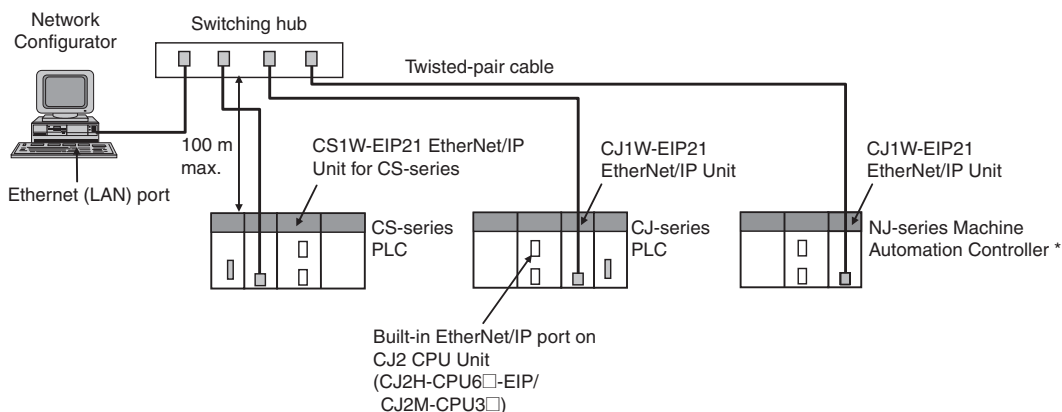 Network
Configurator
Switching hub
Twisted-pair cable
100 m
max.
CS1W-EIP21 EtherNet/IP
Unit for CS-series
CJ1W-EIP21
EtherNet/IP Unit
CJ1W-EIP21
EtherNet/IP Unit
Ethernet (LAN) port
CS-series
PLC
CJ-series
PLC
NJ-series Machine
Automation Controller *
Built-in EtherNet/IP port on
CJ2 CPU Unit
(CJ2H-CPU6□-EIP/
CJ2M-CPU3□)